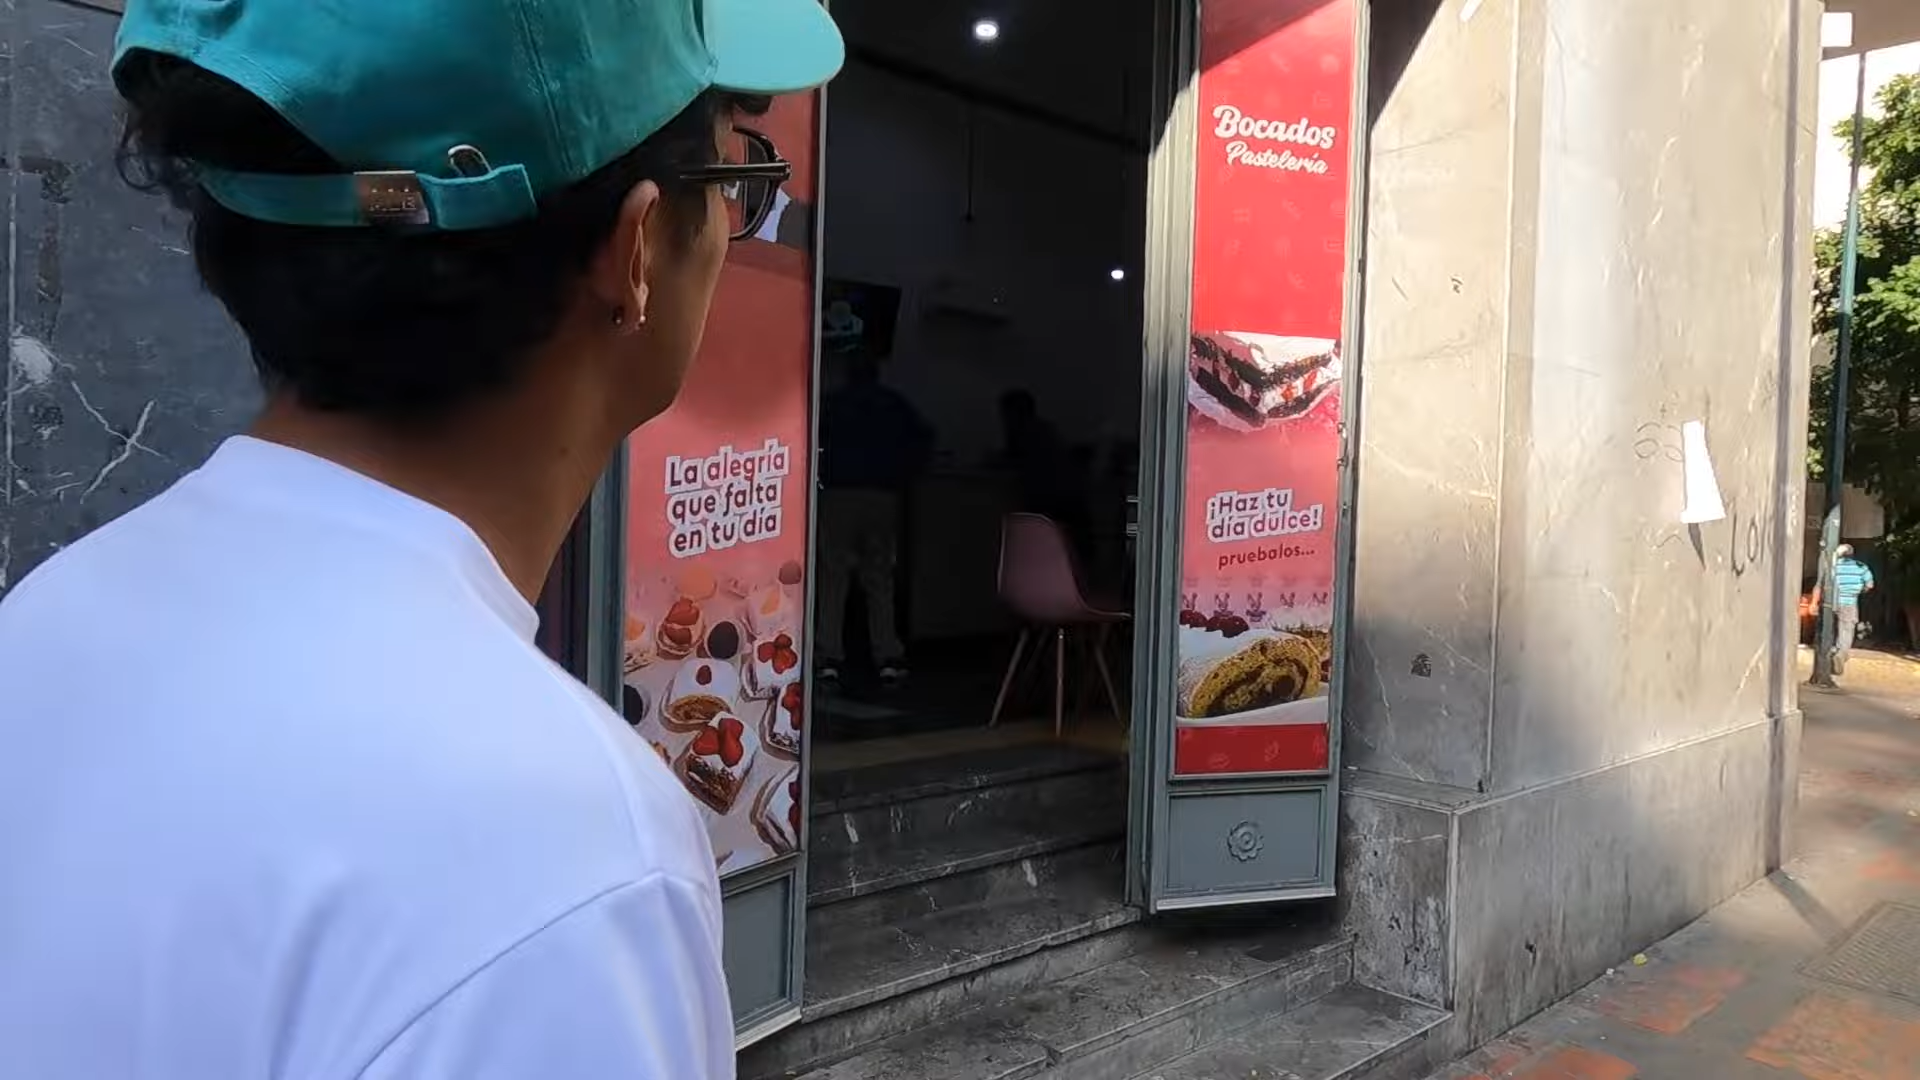 La alegría
que falta
en tu día
Bocados
Pastelería
¡Haz tu
día dulce!
pruebalos...